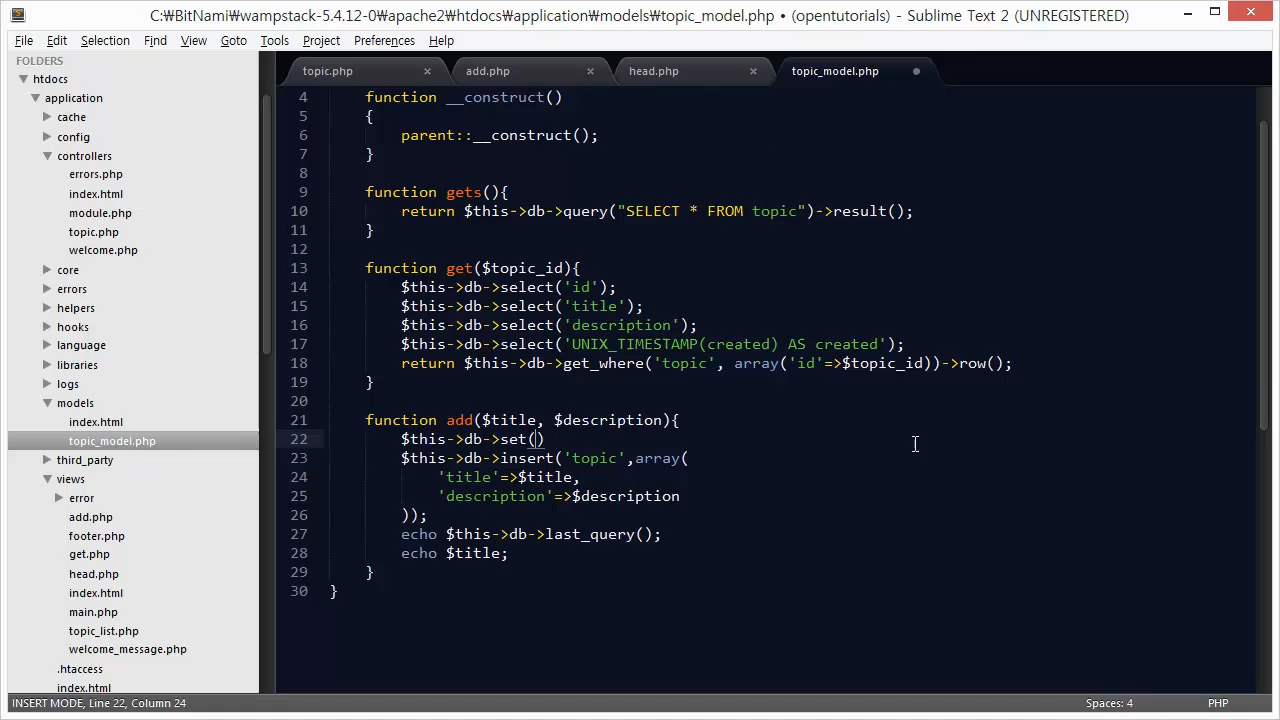 C:₩BitNami₩wampstack-5.4.12-0₩apache2₩htdocs₩application₩models₩topic_model.php • (opentutorials) - Sublime Text 2 (UNREGISTERED)
File Edit Selection Find View Goto Tools Project Preferences Help
FOLDERS
htdocs
application
cache
config
controllers
errors.php
index.html
module.php
topic.php
welcome.php
core
errors
helpers
hooks
language
libraries
logs
models
index.html
topic_model.php
third_party
views
error
add.php
footer.php
get.php
head.php
index.html
main.php
topic_list.php
welcome_message.php
.htaccess
index.html
topic.php × add.php × head.php × topic_model.php
4 function __construct()
5 {
6 parent::__construct();
7 }
8
9 function gets(){
10 return $this->db->query("SELECT * FROM topic")->result();
11 }
12
13 function get($topic_id){
14 $this->db->select('id');
15 $this->db->select('title');
16 $this->db->select('description');
17 $this->db->select('UNIX_TIMESTAMP(created) AS created');
18 return $this->db->get_where('topic', array('id'=>$topic_id))->row();
19 }
20
21 function add($title, $description){
22 $this->db->set()
23 $this->db->insert('topic',array(
24 'title'=>$title,
25 'description'=>$description
26 ));
27 echo $this->db->last_query();
28 echo $title;
29 }
30 }
INSERT MODE, Line 22, Column 24 Spaces: 4 PHP